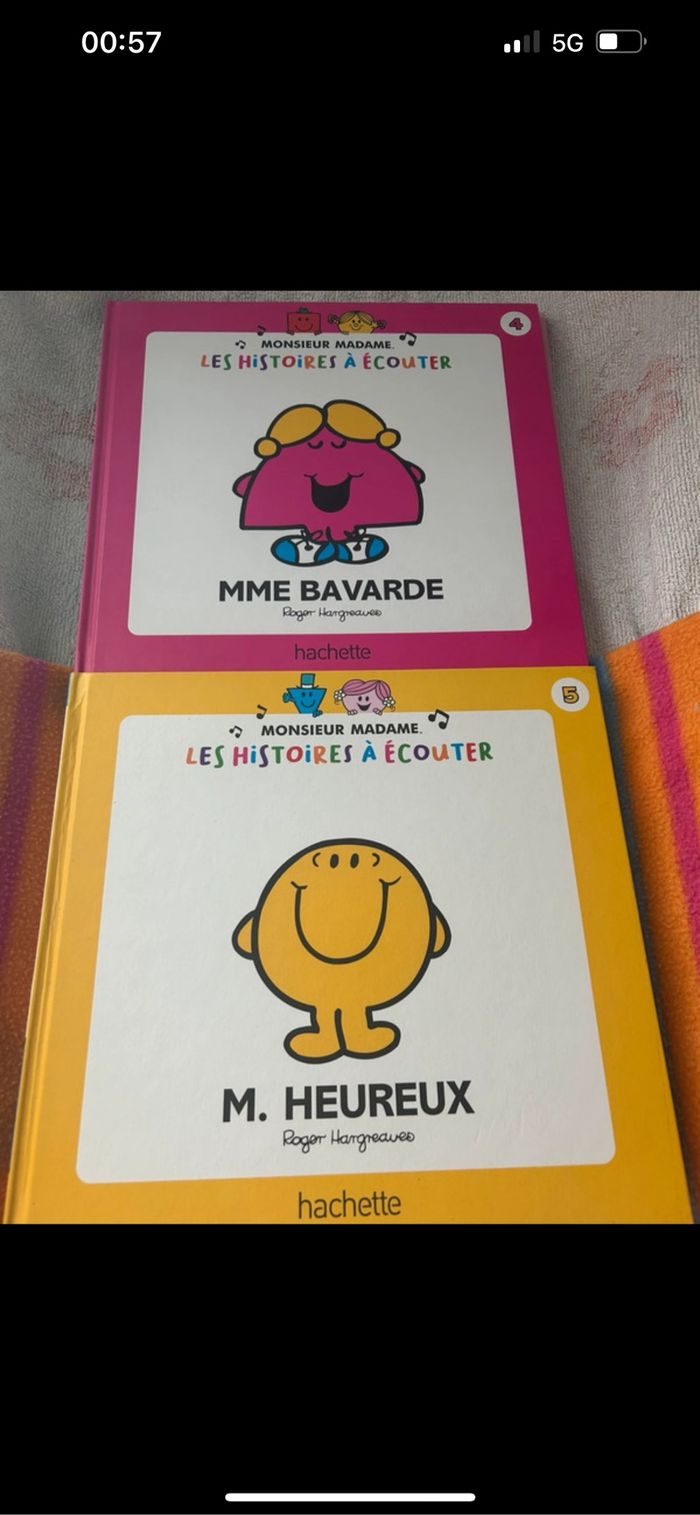 00:57
5G
4
MONSIEUR MADAME.
LES HiSTOiRES À ÉCOUTER
MME BAVARDE
Roger Hargreaves
hachette
5
MONSIEUR MADAME.
LES HiSTOiRES À ÉCOUTER
M. HEUREUX
Roger Hargreaves
hachette